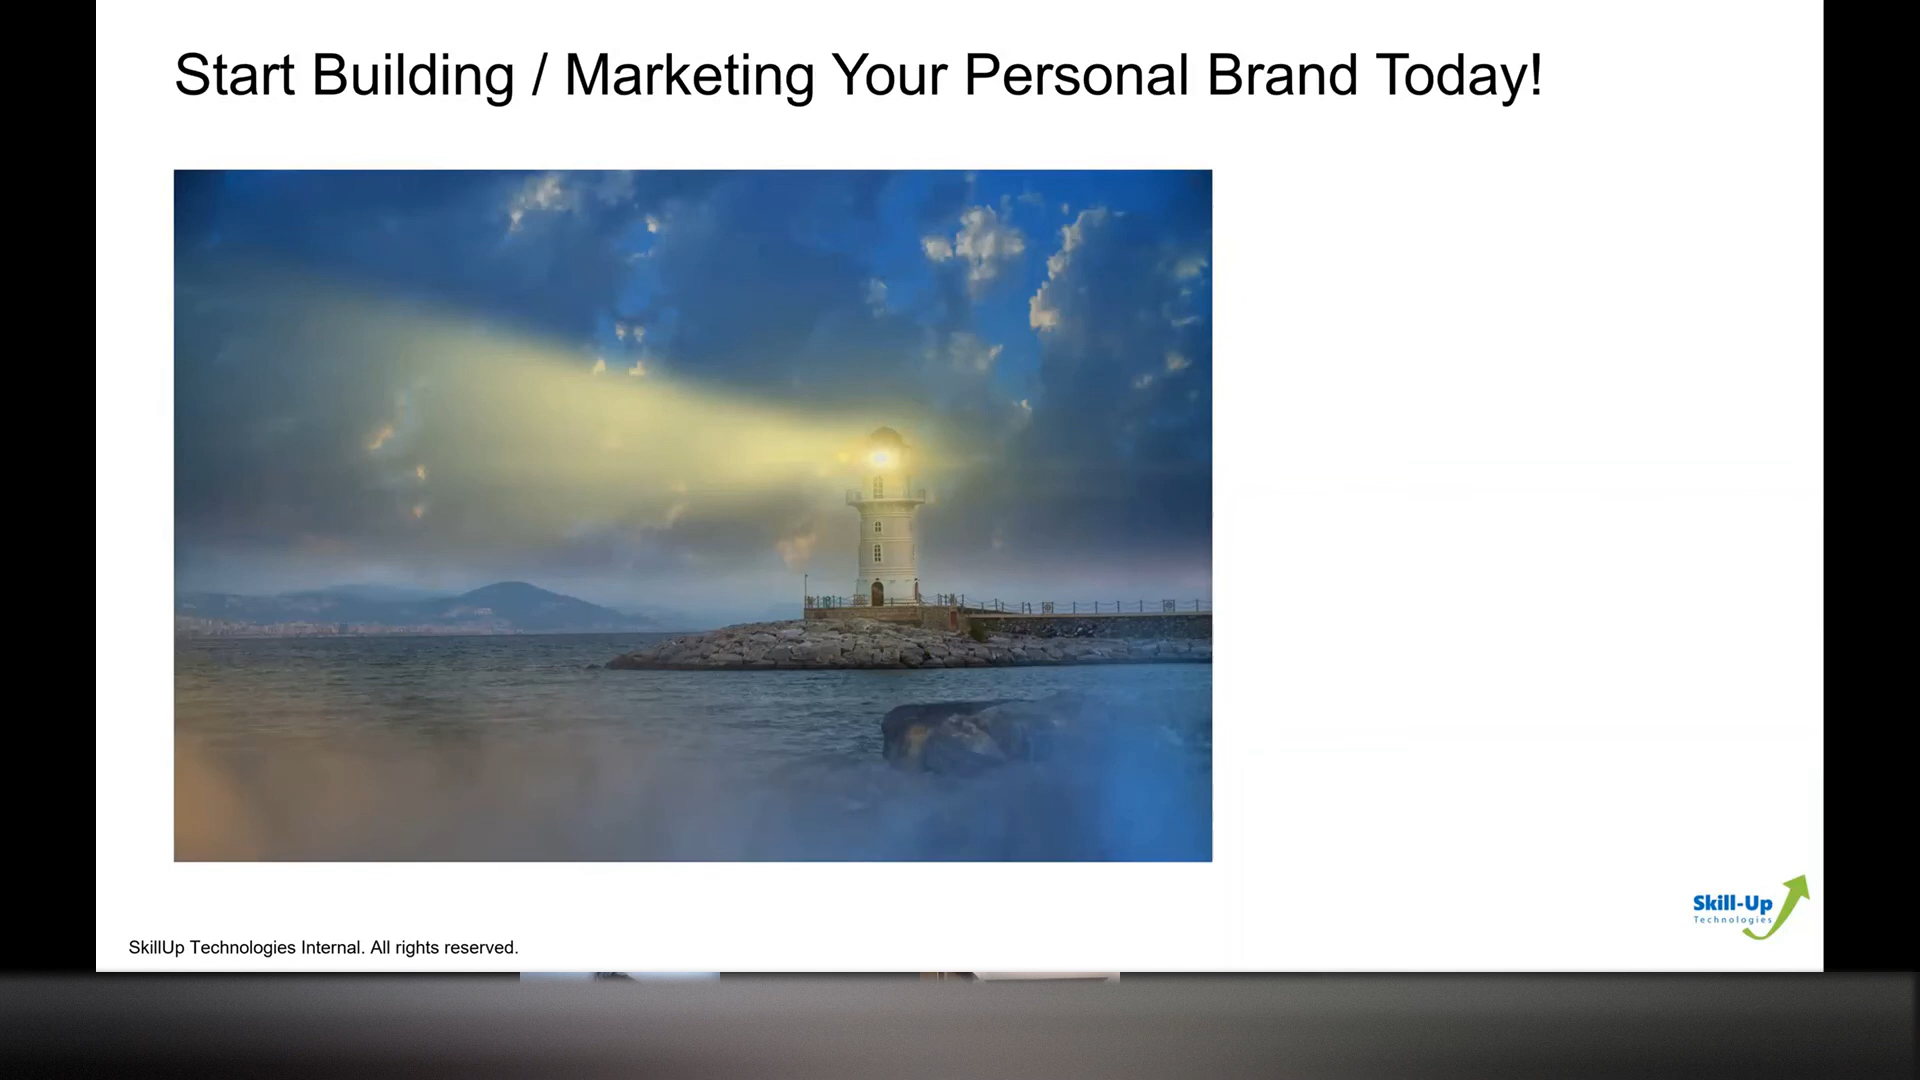 Start Building / Marketing Your Personal Brand Today!
Skill-Up
Technologies
SkillUp Technologies Internal. All rights reserved.